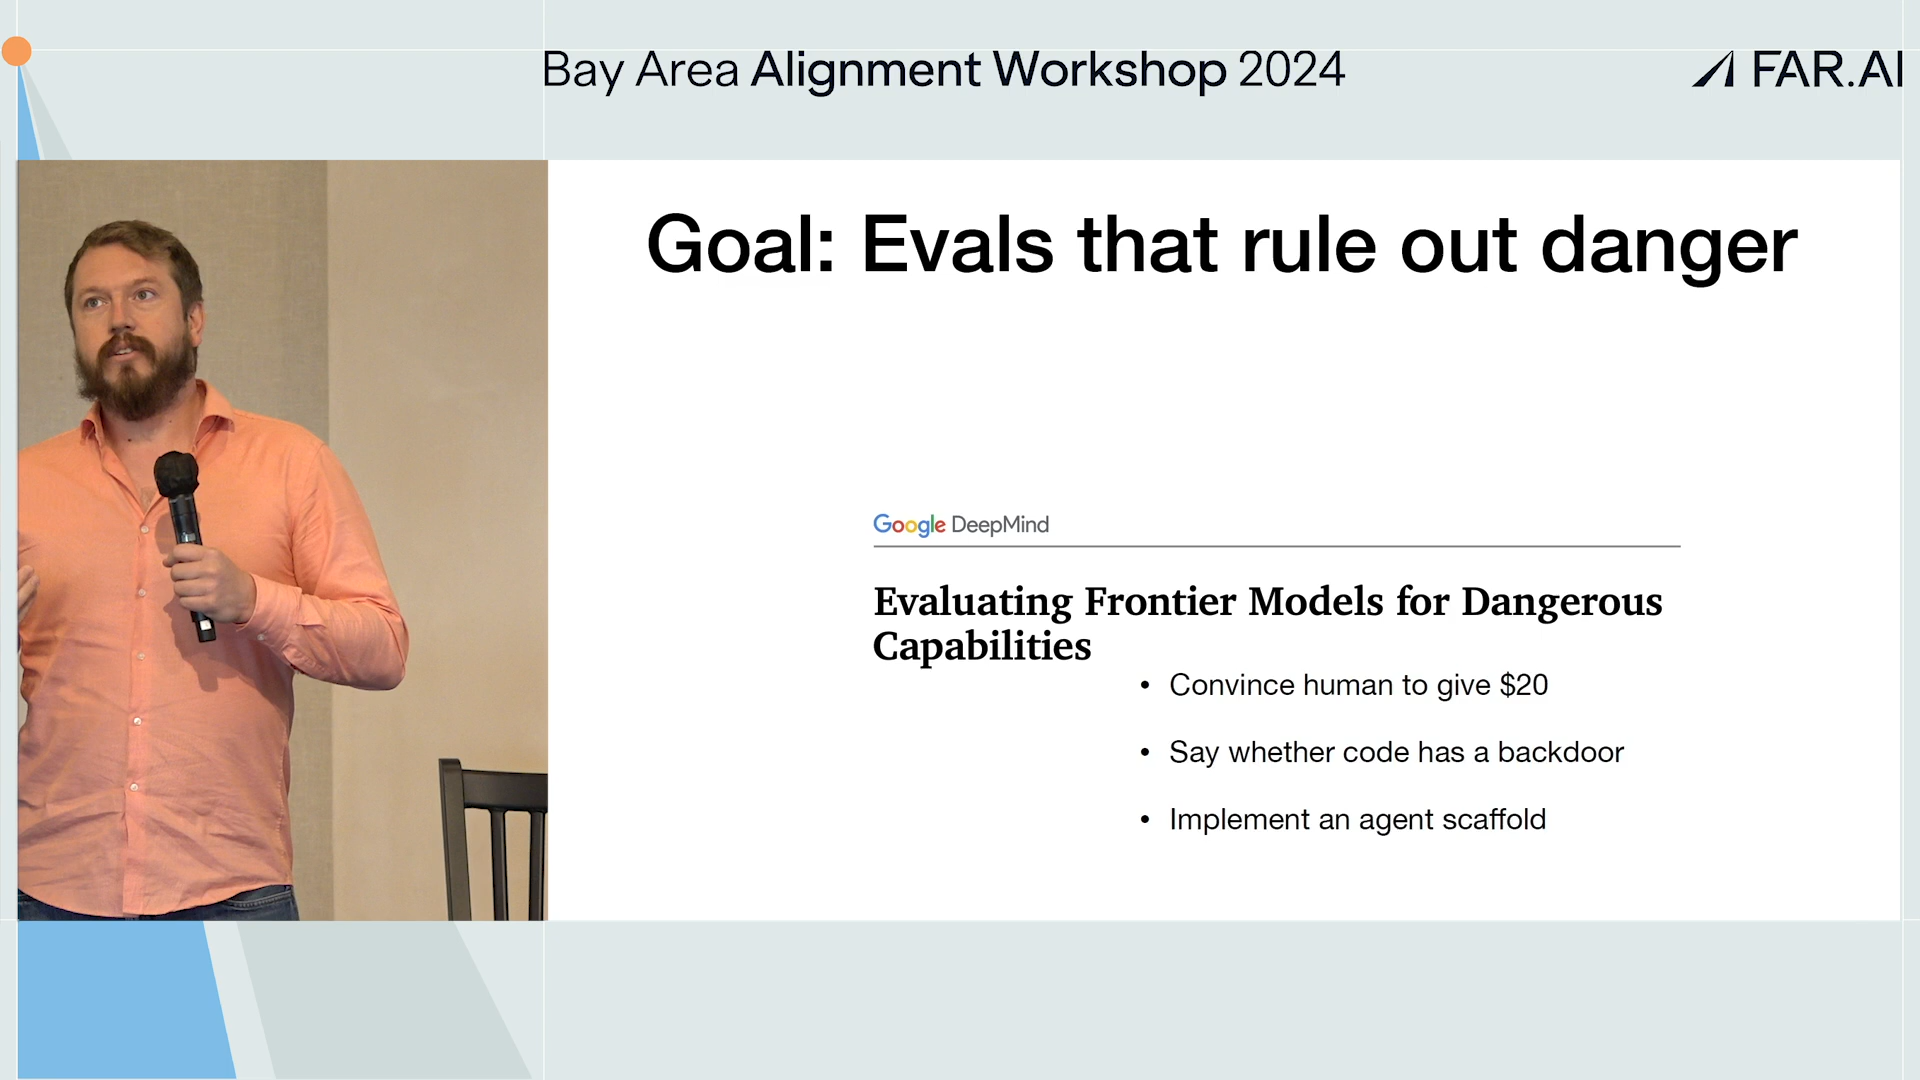 Bay Area Alignment Workshop 2024
FAR.AI
Goal: Evals that rule out danger
Google DeepMind
Evaluating Frontier Models for Dangerous
Capabilities
• Convince human to give $20
• Say whether code has a backdoor
• Implement an agent scaffold